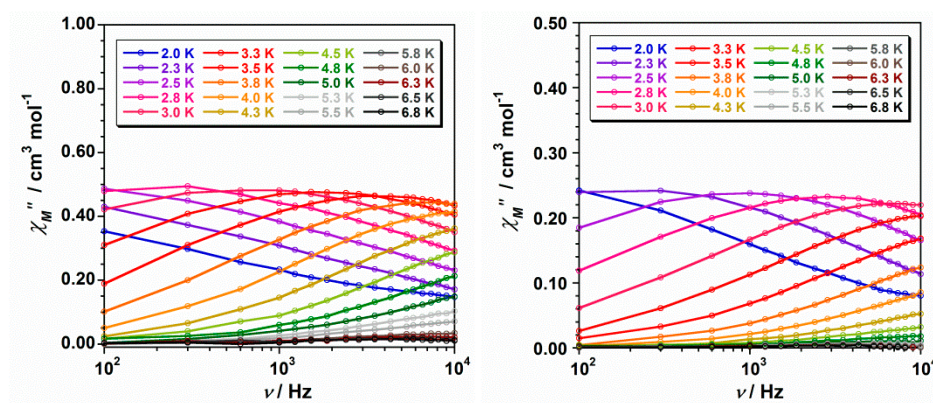 1.00
0.80
0.60
0.40
0.20
0.00
χM" / cm3 mol-1
2.0 K 3.3 K 4.5 K 5.8 K
2.3 K 3.5 K 4.8 K 6.0 K
2.5 K 3.8 K 5.0 K 6.3 K
2.8 K 4.0 K 5.3 K 6.5 K
3.0 K 4.3 K 5.5 K 6.8 K
102 103 104
ν / Hz
0.50
0.40
0.30
0.20
0.10
0.00
χM" / cm3 mol-1
2.0 K 3.3 K 4.5 K 5.8 K
2.3 K 3.5 K 4.8 K 6.0 K
2.5 K 3.8 K 5.0 K 6.3 K
2.8 K 4.0 K 5.3 K 6.5 K
3.0 K 4.3 K 5.5 K 6.8 K
102 103 104
ν / Hz